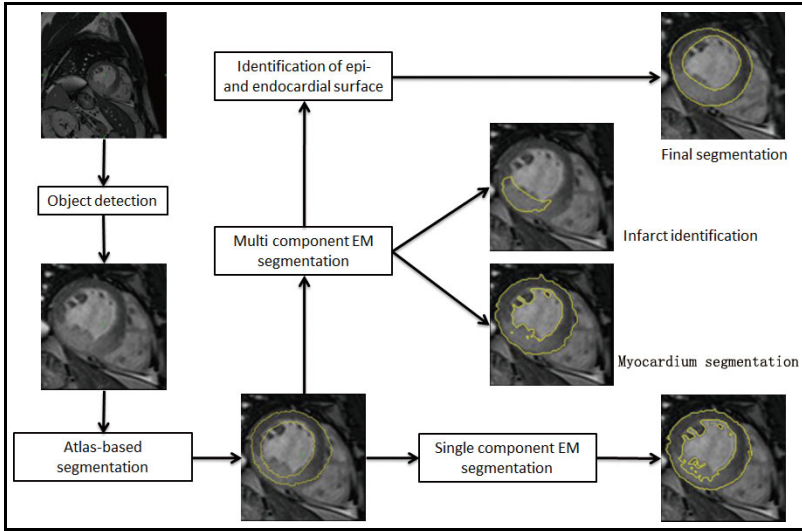 Identification of epi-
and endocardial surface
Final segmentation
Object detection
Multi component EM
segmentation
Infarct identification
Myocardium segmentation
Atlas-based
segmentation
Single component EM
segmentation